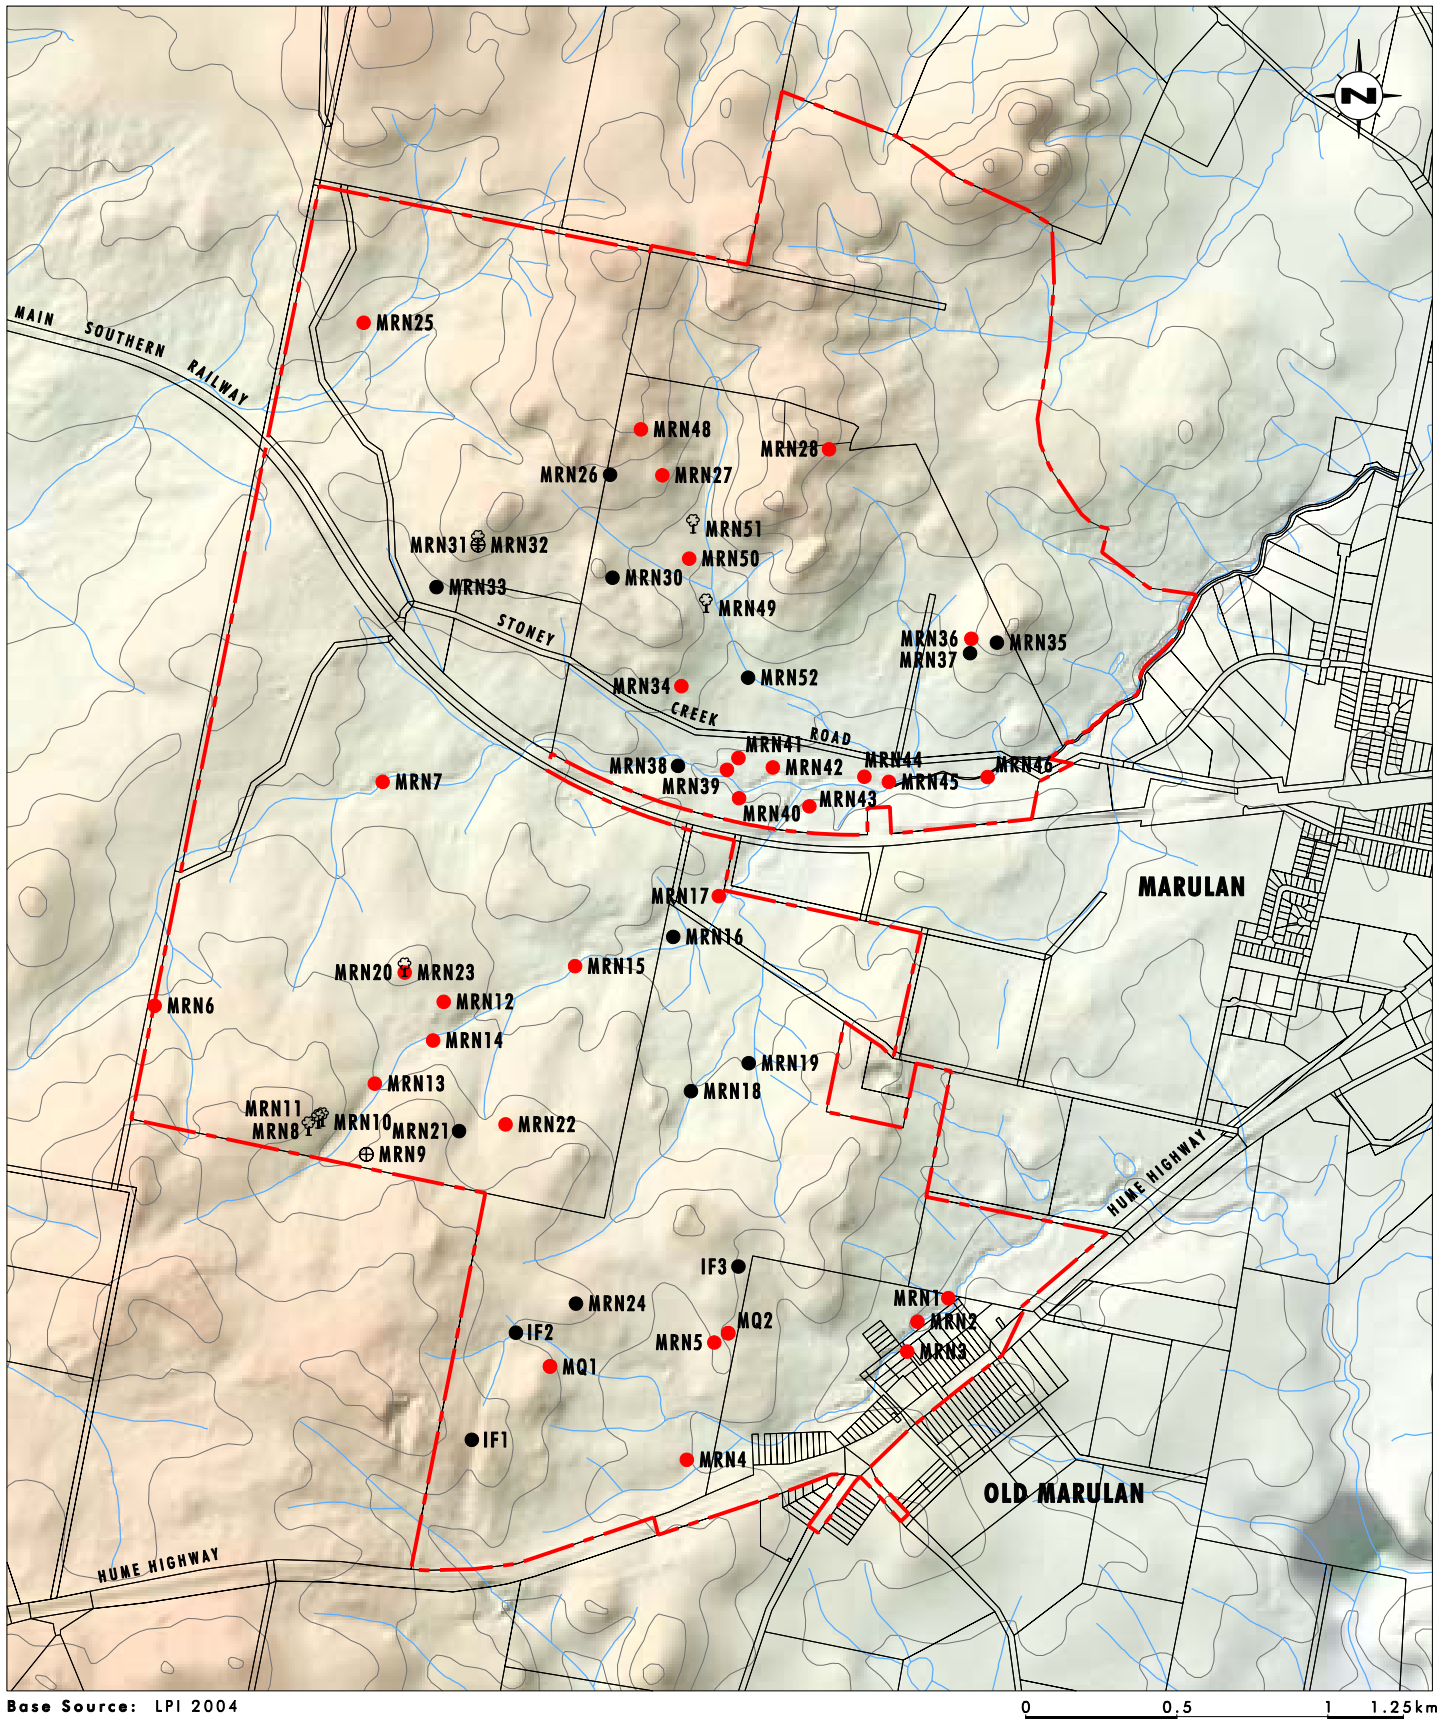 N
MRN25
MAIN SOUTHERN RAILWAY
MRN48
MRN28
MRN26
MRN27
MRN51
MRN31
MRN32
MRN50
MRN30
MRN33
MRN49
STONEY CREEK ROAD
MRN36
MRN35
MRN37
MRN52
MRN34
MRN41
MRN38
MRN42
MRN44
MRN46
MRN7
MRN39
MRN45
MRN43
MRN40
MARULAN
MRN17
MRN16
MRN15
MRN20
MRN23
MRN6
MRN12
MRN14
MRN19
MRN13
MRN18
MRN11
MRN10
MRN8
MRN21
MRN22
MRN9
HUME HIGHWAY
IF3
MRN1
MRN24
MRN2
MQ2
IF2
MRN5
MRN3
MQ1
IF1
MRN4
OLD MARULAN
HUME HIGHWAY
Base Source: LPI 2004
0 0.5 1 1.25km